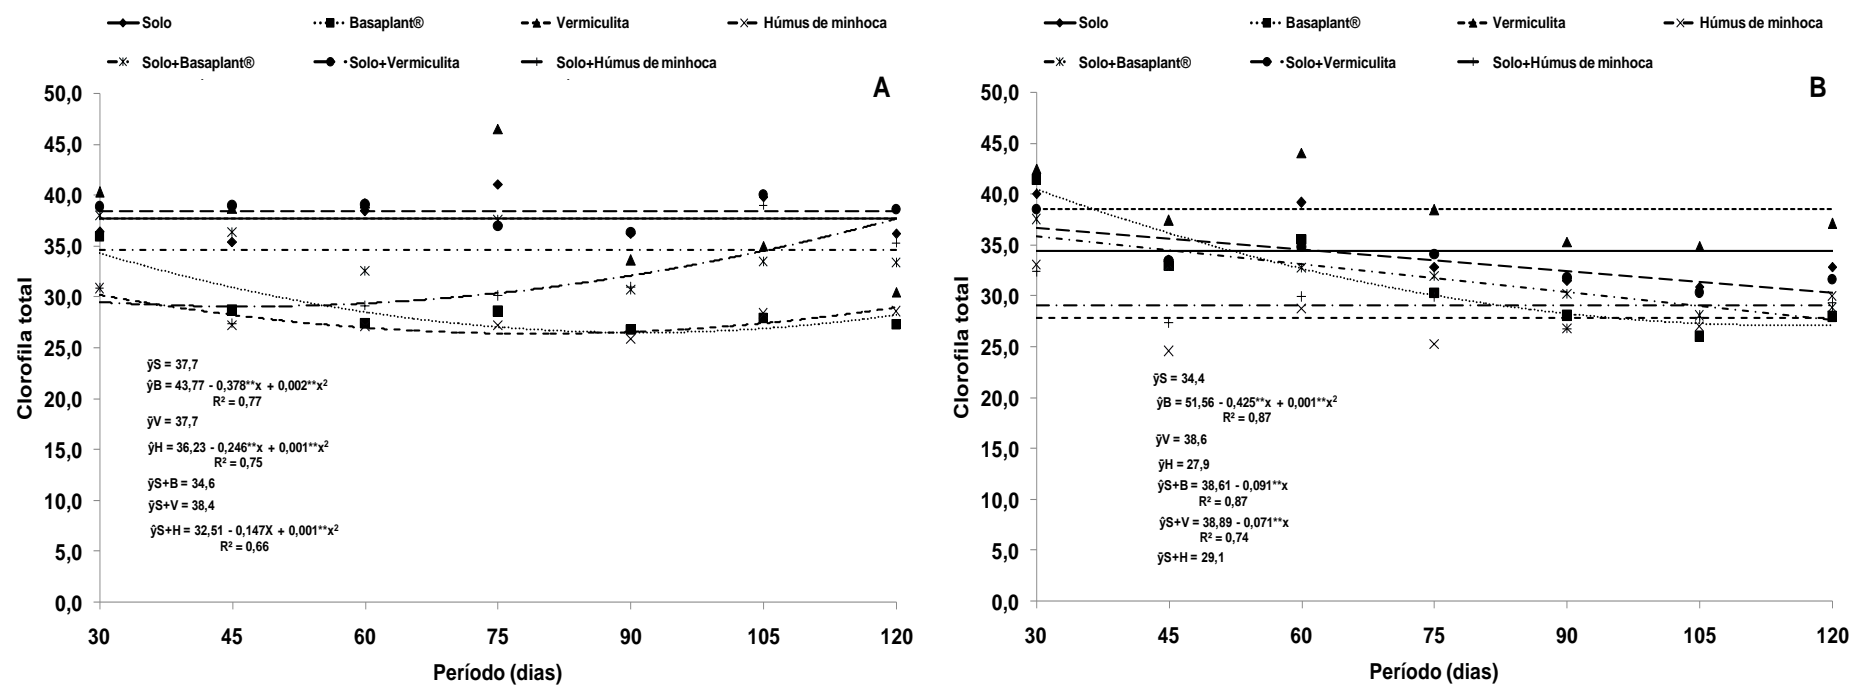 Solo Basaplant® Vermiculita Húmus de minhoca
Solo+Basaplant® Solo+Vermiculita Solo+Húmus de minhoca
A
50,0
45,0
40,0
35,0
30,0
25,0
20,0
15,0
10,0
5,0
0,0
Clorofila total
ȳS = 37,7
ŷB = 43,77 - 0,378**x + 0,002**x²
R² = 0,77
ȳV = 37,7
ŷH = 36,23 - 0,246**x + 0,001**x²
R² = 0,75
ȳS+B = 34,6
ȳS+V = 38,4
ŷS+H = 32,51 - 0,147X + 0,001**x²
R² = 0,66
30 45 60 75 90 105 120
Período (dias)
Solo Basaplant® Vermiculita Húmus de minhoca
Solo+Basaplant® Solo+Vermiculita Solo+Húmus de minhoca
B
50,0
45,0
40,0
35,0
30,0
25,0
20,0
15,0
10,0
5,0
0,0
Clorofila total
ȳS = 34,4
ŷB = 51,56 - 0,425**x + 0,001**x²
R² = 0,87
ȳV = 38,6
ȳH = 27,9
ŷS+B = 38,61 - 0,091**x
R² = 0,87
ŷS+V = 38,89 - 0,071**x
R² = 0,74
ȳS+H = 29,1
30 45 60 75 90 105 120
Período (dias)